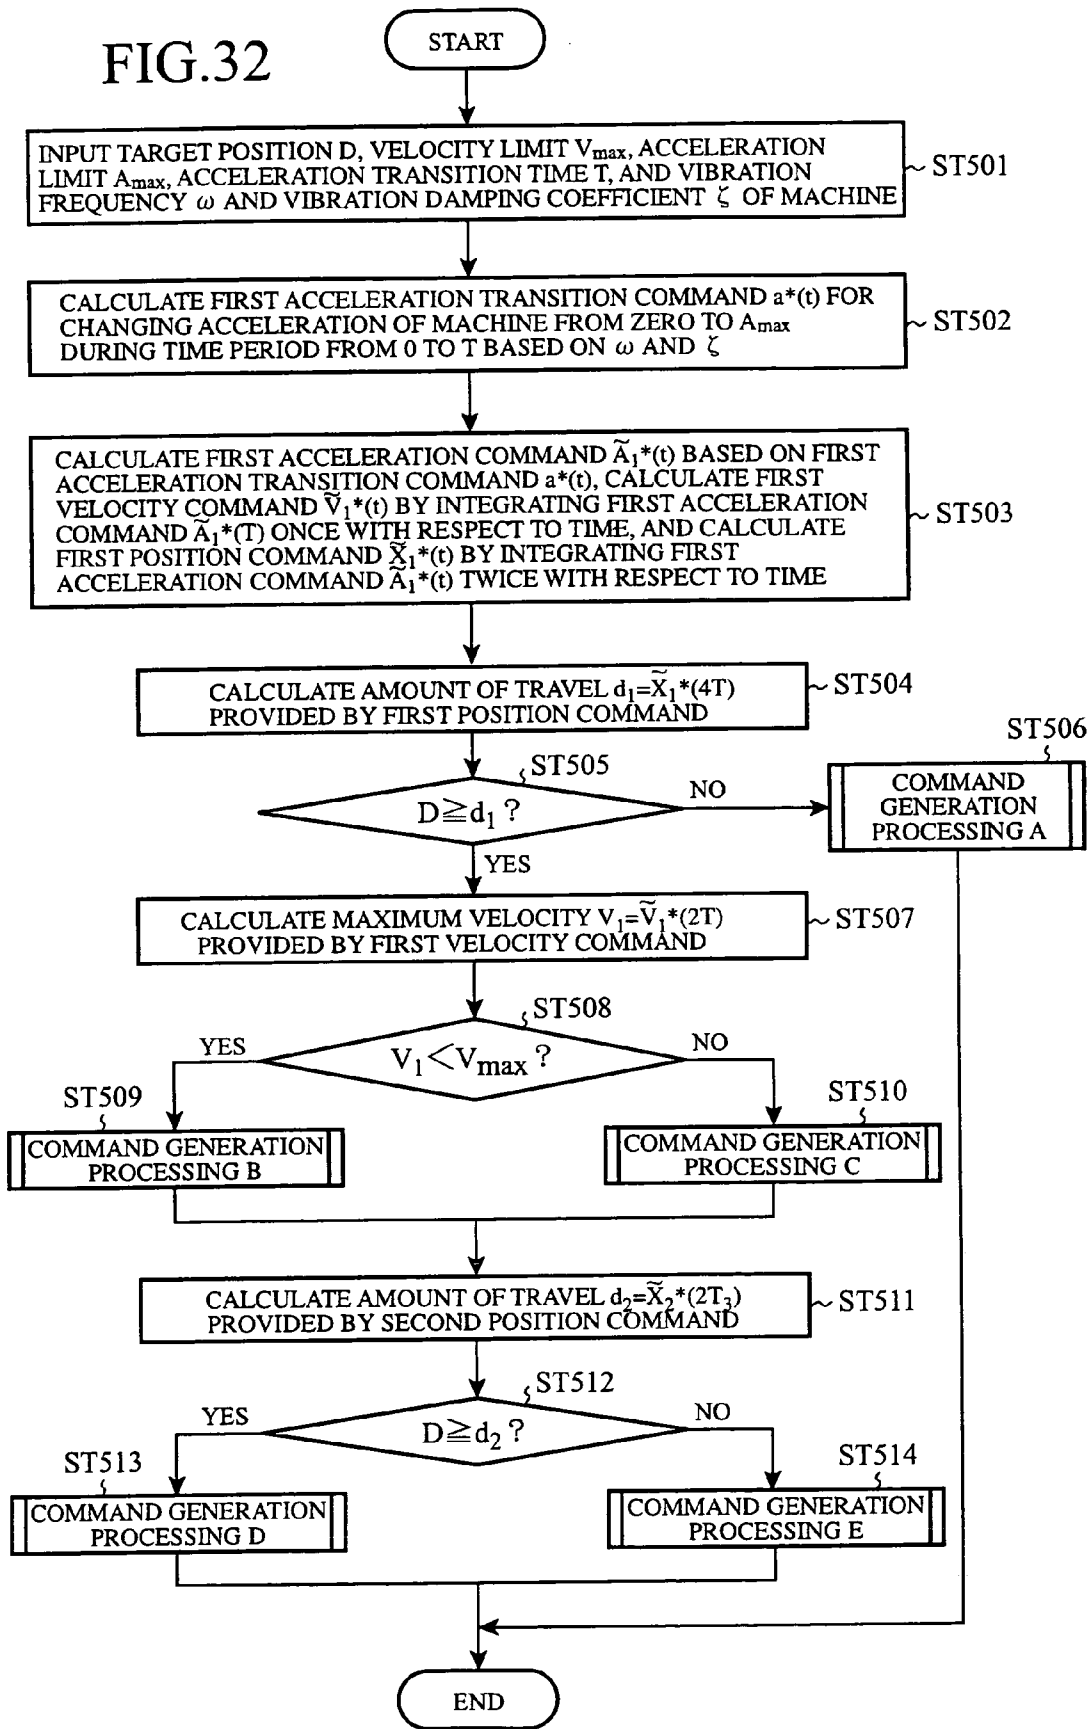 FIG.32
START
INPUT TARGET POSITION D, VELOCITY LIMIT Vmax, ACCELERATION
LIMIT Amax, ACCELERATION TRANSITION TIME T, AND VIBRATION
FREQUENCY ω AND VIBRATION DAMPING COEFFICIENT ζ OF MACHINE
ST501
CALCULATE FIRST ACCELERATION TRANSITION COMMAND a*(t) FOR
CHANGING ACCELERATION OF MACHINE FROM ZERO TO Amax
DURING TIME PERIOD FROM 0 TO T BASED ON ω AND ζ
ST502
CALCULATE FIRST ACCELERATION COMMAND Ã₁*(t) BASED ON FIRST
ACCELERATION TRANSITION COMMAND a*(t), CALCULATE FIRST
VELOCITY COMMAND Ṽ₁*(t) BY INTEGRATING FIRST ACCELERATION
COMMAND Ã₁*(T) ONCE WITH RESPECT TO TIME, AND CALCULATE
FIRST POSITION COMMAND X̃₁*(t) BY INTEGRATING FIRST
ACCELERATION COMMAND Ã₁*(t) TWICE WITH RESPECT TO TIME
ST503
CALCULATE AMOUNT OF TRAVEL d₁=X̃₁*(4T)
PROVIDED BY FIRST POSITION COMMAND
ST504
ST505
D≧d₁?
NO
YES
ST506
COMMAND
GENERATION
PROCESSING A
CALCULATE MAXIMUM VELOCITY V₁=Ṽ₁*(2T)
PROVIDED BY FIRST VELOCITY COMMAND
ST507
ST508
V₁<Vmax?
YES
NO
ST509
COMMAND GENERATION
PROCESSING B
ST510
COMMAND GENERATION
PROCESSING C
CALCULATE AMOUNT OF TRAVEL d₂=X̃₂*(2T₃)
PROVIDED BY SECOND POSITION COMMAND
ST511
ST512
D≧d₂?
YES
NO
ST513
COMMAND GENERATION
PROCESSING D
ST514
COMMAND GENERATION
PROCESSING E
END